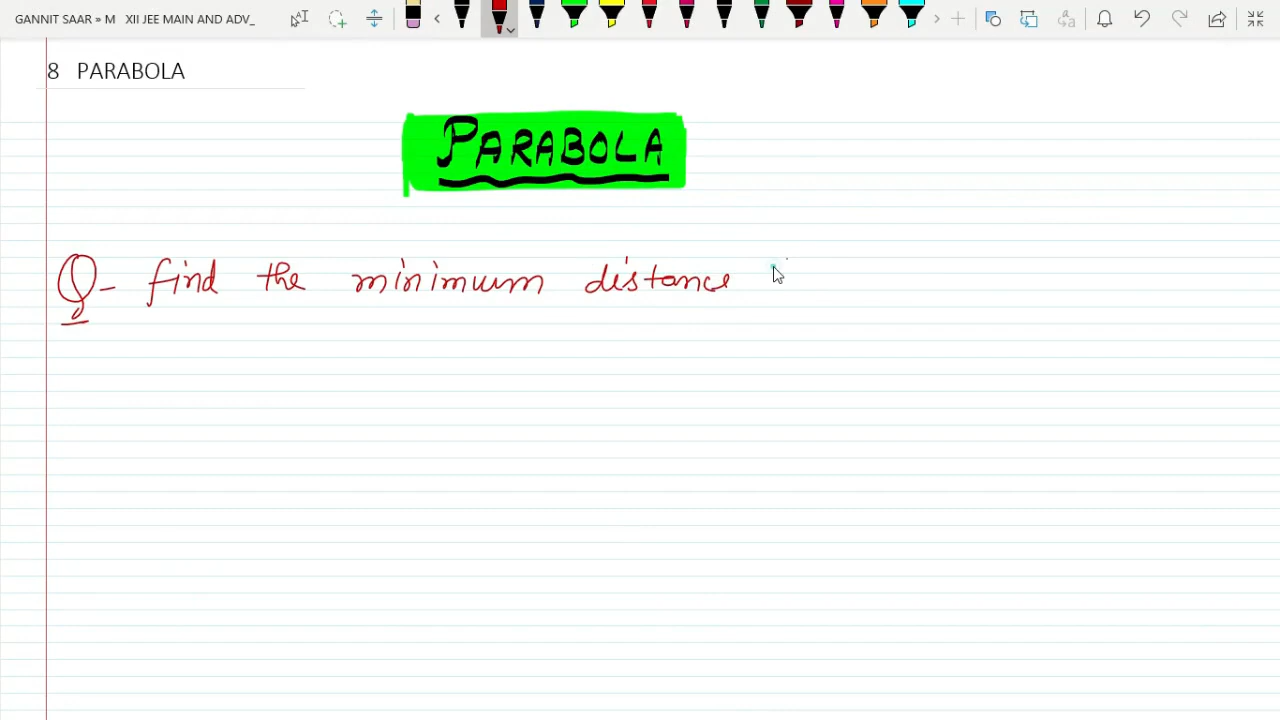 GANNIT SAAR » M XII JEE MAIN AND ADV_
8 PARABOLA
PARABOLA
Q- find the minimum distance